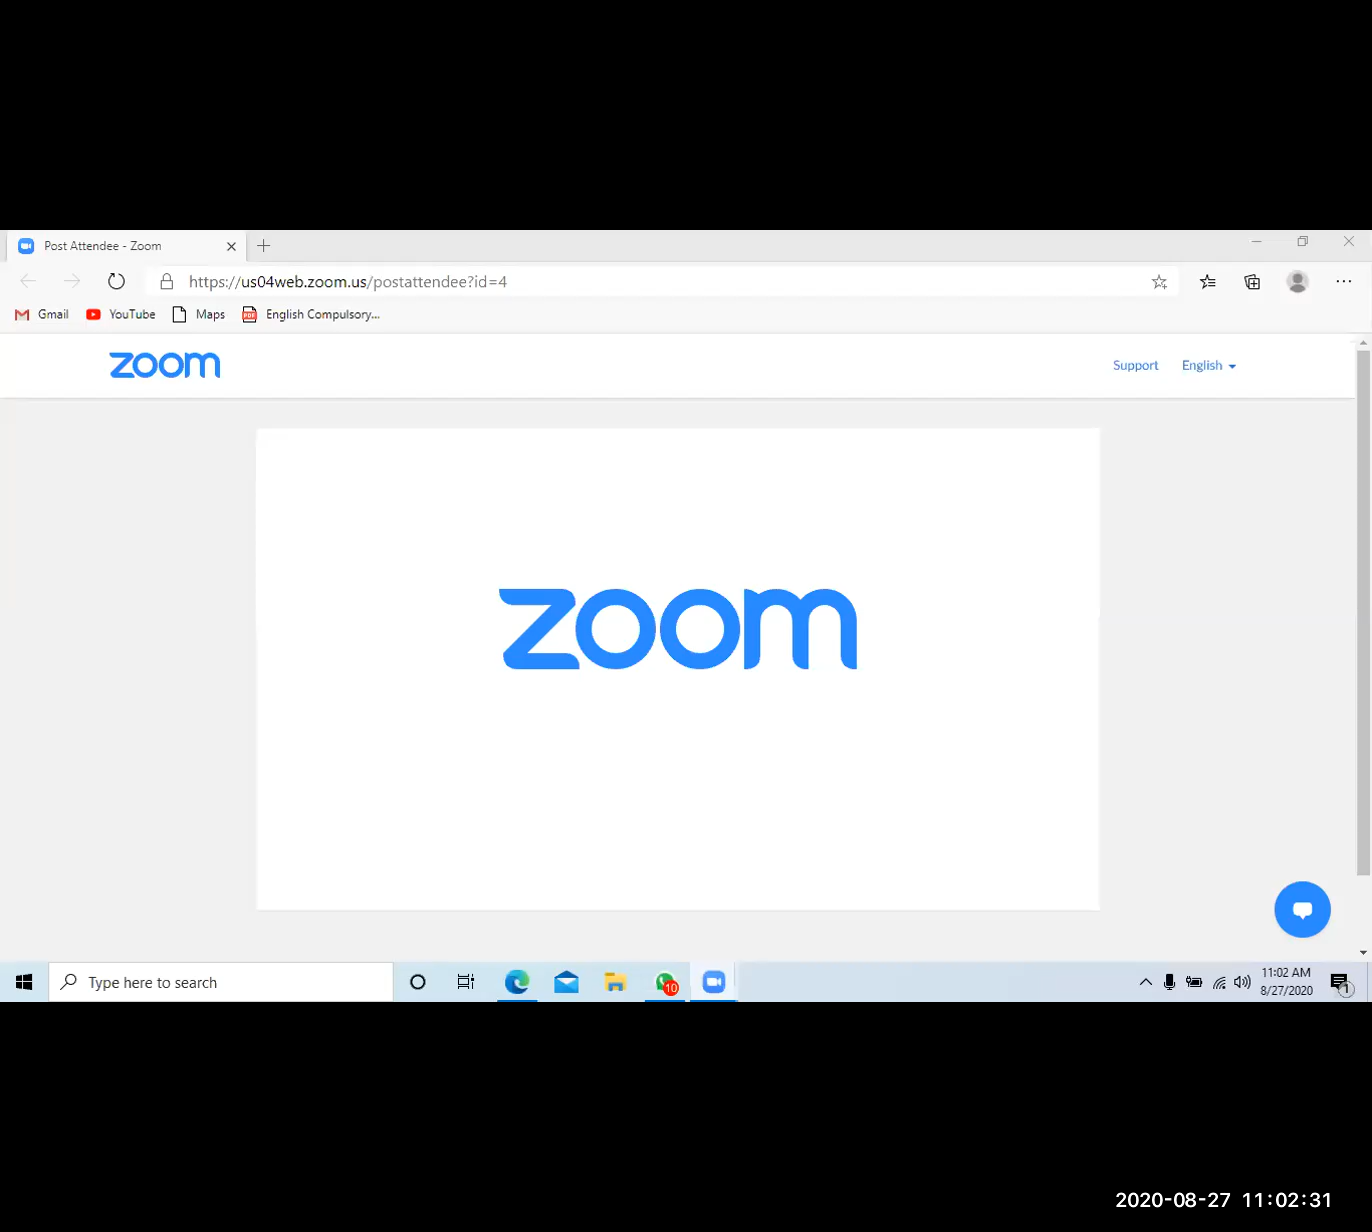 Post Attendee - Zoom
https://us04web.zoom.us/postattendee?id=4
Gmail YouTube Maps PDF English Compulsory...
zoom Support English
zoom
Type here to search
10
11:02 AM
8/27/2020
1
2020-08-27 11:02:31